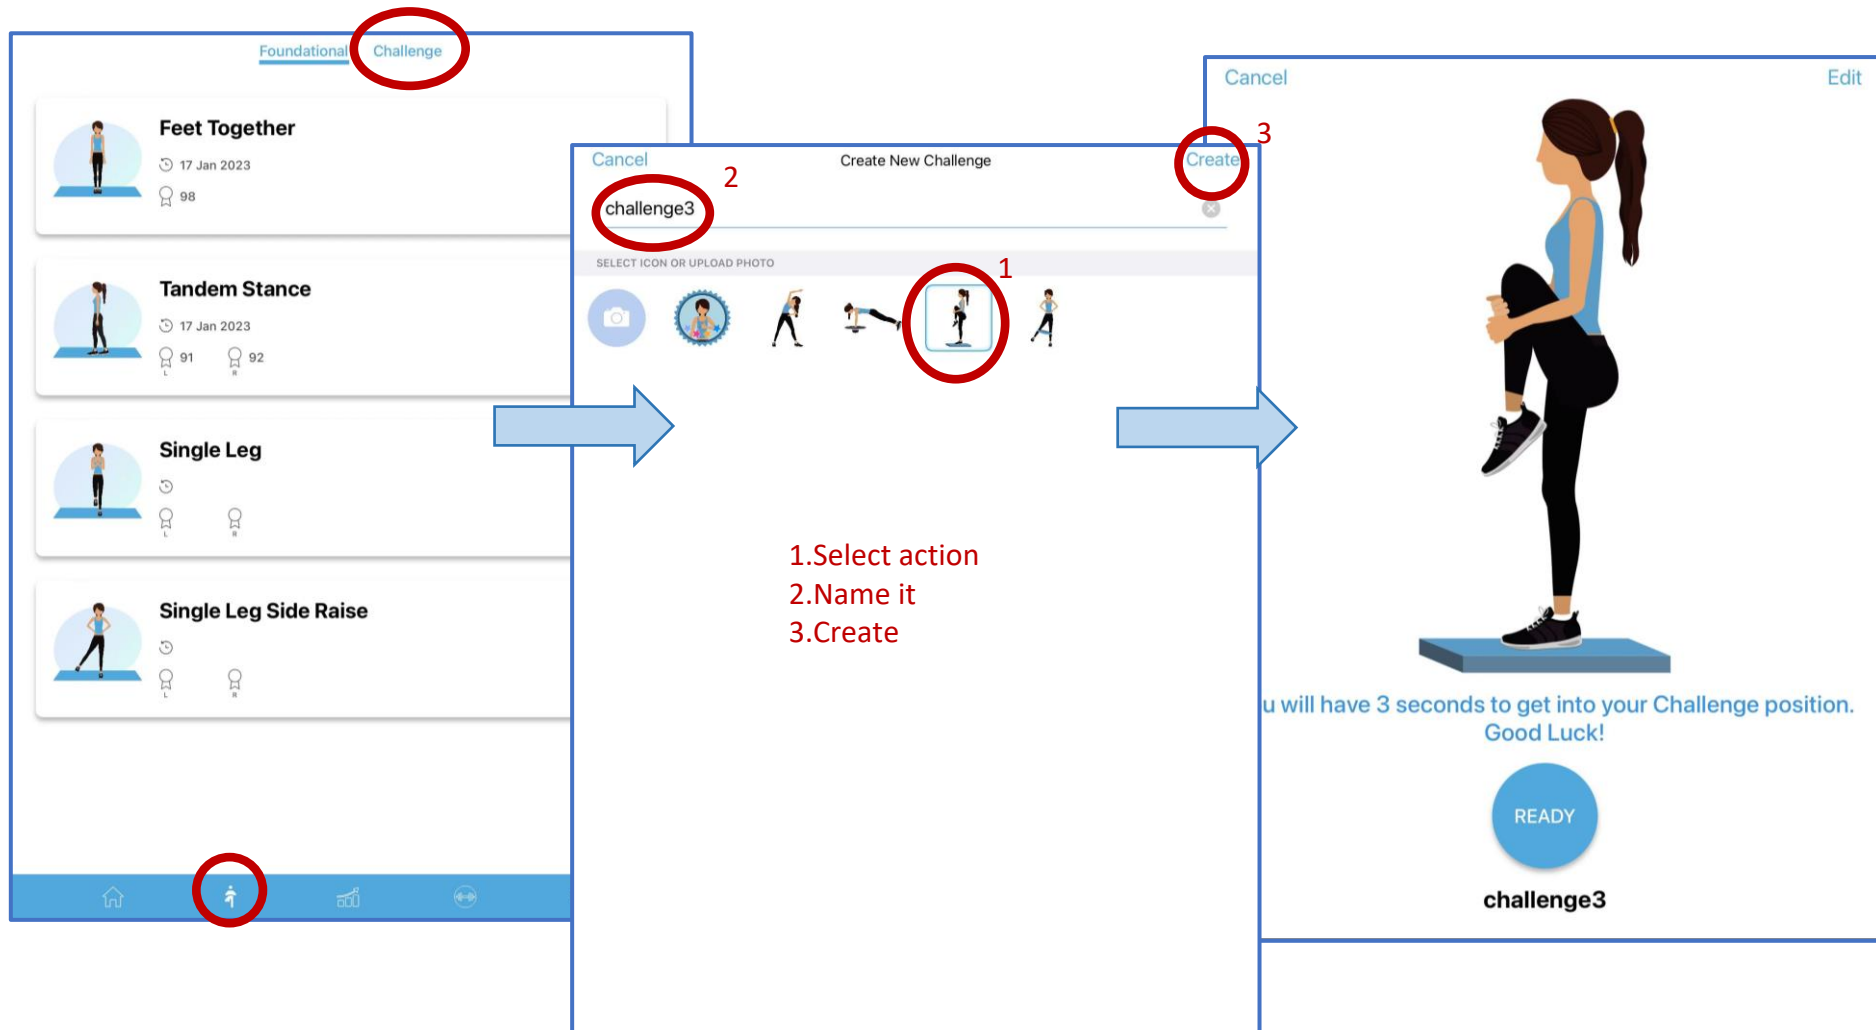 Foundational Challenge
Feet Together
17 Jan 2023
98
Tandem Stance
17 Jan 2023
91 92
L R
Single Leg
L R
Single Leg Side Raise
L R
Cancel Create New Challenge Create
3
2
challenge3
SELECT ICON OR UPLOAD PHOTO
1
1.Select action
2.Name it
3.Create
Cancel Edit
u will have 3 seconds to get into your Challenge position.
Good Luck!
READY
challenge3